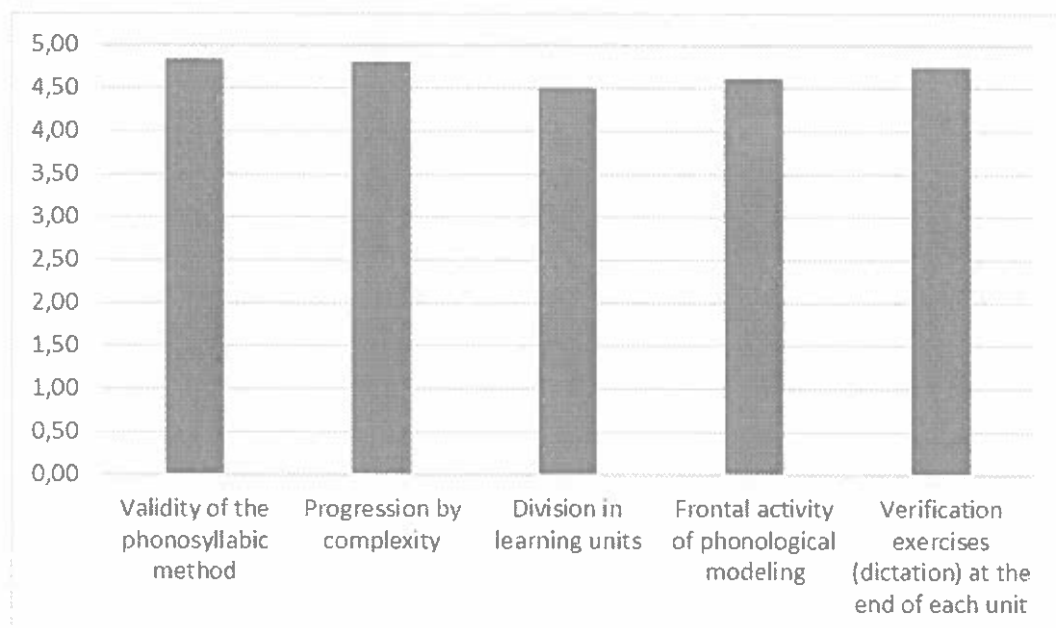 5,00
4,50
4,00
3,50
3,00
2,50
2,00
1,50
1,00
0,50
0,00
Validity of the
phonosyllabic
method
Progression by
complexity
Division in
learning units
Frontal activity
of phonological
modeling
Verification
exercises
(dictation) at the
end of each unit